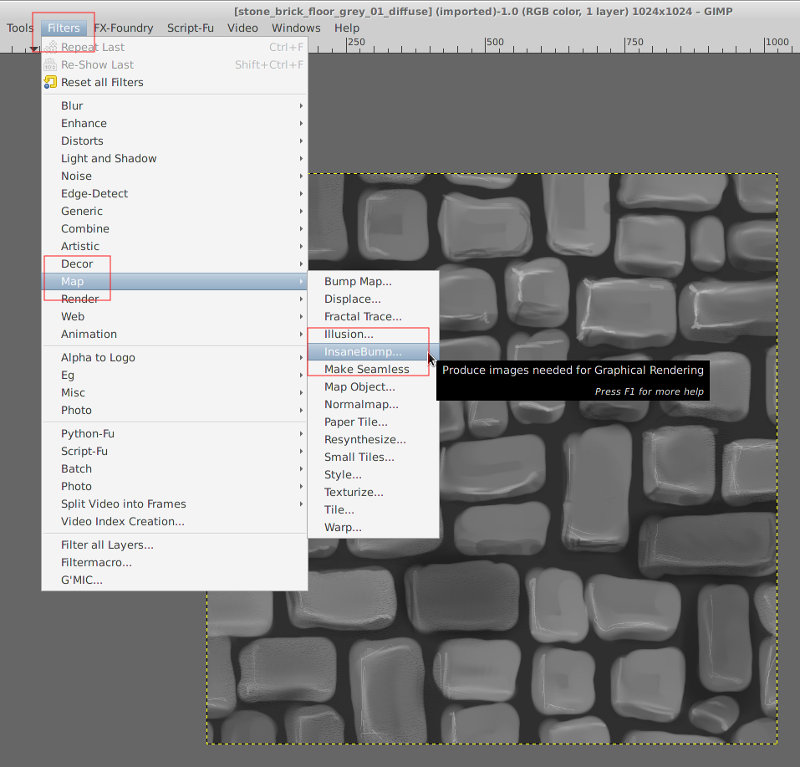 [stone_brick_floor_grey_01_diffuse] (imported)-1.0 (RGB color, 1 layer) 1024x1024 – GIMP
Tools Filters FX-Foundry Script-Fu Video Windows Help
250 500 750 1000
Repeat Last Ctrl+F
Re-Show Last Shift+Ctrl+F
Reset all Filters
Blur
Enhance
Distorts
Light and Shadow
Noise
Edge-Detect
Generic
Combine
Artistic
Decor
Map
Render
Web
Animation
Alpha to Logo
Eg
Misc
Photo
Python-Fu
Script-Fu
Batch
Photo
Split Video into Frames
Video Index Creation...
Filter all Layers...
Filtermacro...
G'MIC...
Bump Map...
Displace...
Fractal Trace...
Illusion...
InsaneBump...
Make Seamless
Map Object...
Normalmap...
Paper Tile...
Resynthesize...
Small Tiles...
Style...
Texturize...
Tile...
Warp...
Produce images needed for Graphical Rendering
Press F1 for more help